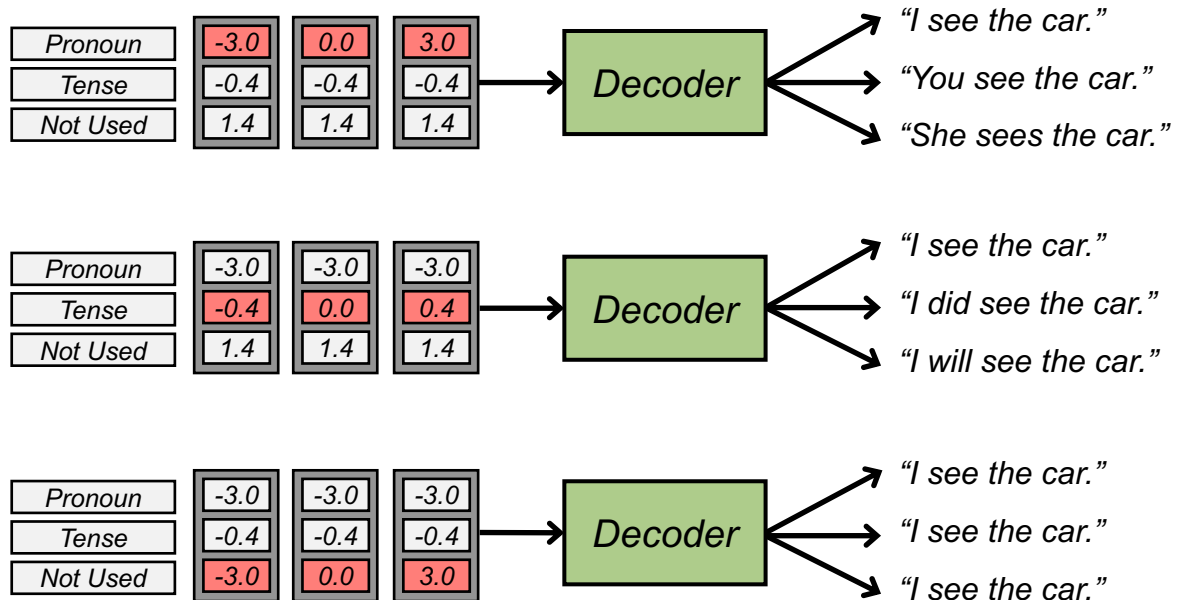 Pronoun -3.0 0.0 3.0 “I see the car.”
Tense -0.4 -0.4 -0.4 Decoder “You see the car.”
Not Used 1.4 1.4 1.4 “She sees the car.”
Pronoun -3.0 -3.0 -3.0 “I see the car.”
Tense -0.4 0.0 0.4 Decoder “I did see the car.”
Not Used 1.4 1.4 1.4 “I will see the car.”
Pronoun -3.0 -3.0 -3.0 “I see the car.”
Tense -0.4 -0.4 -0.4 Decoder “I see the car.”
Not Used -3.0 0.0 3.0 “I see the car.”